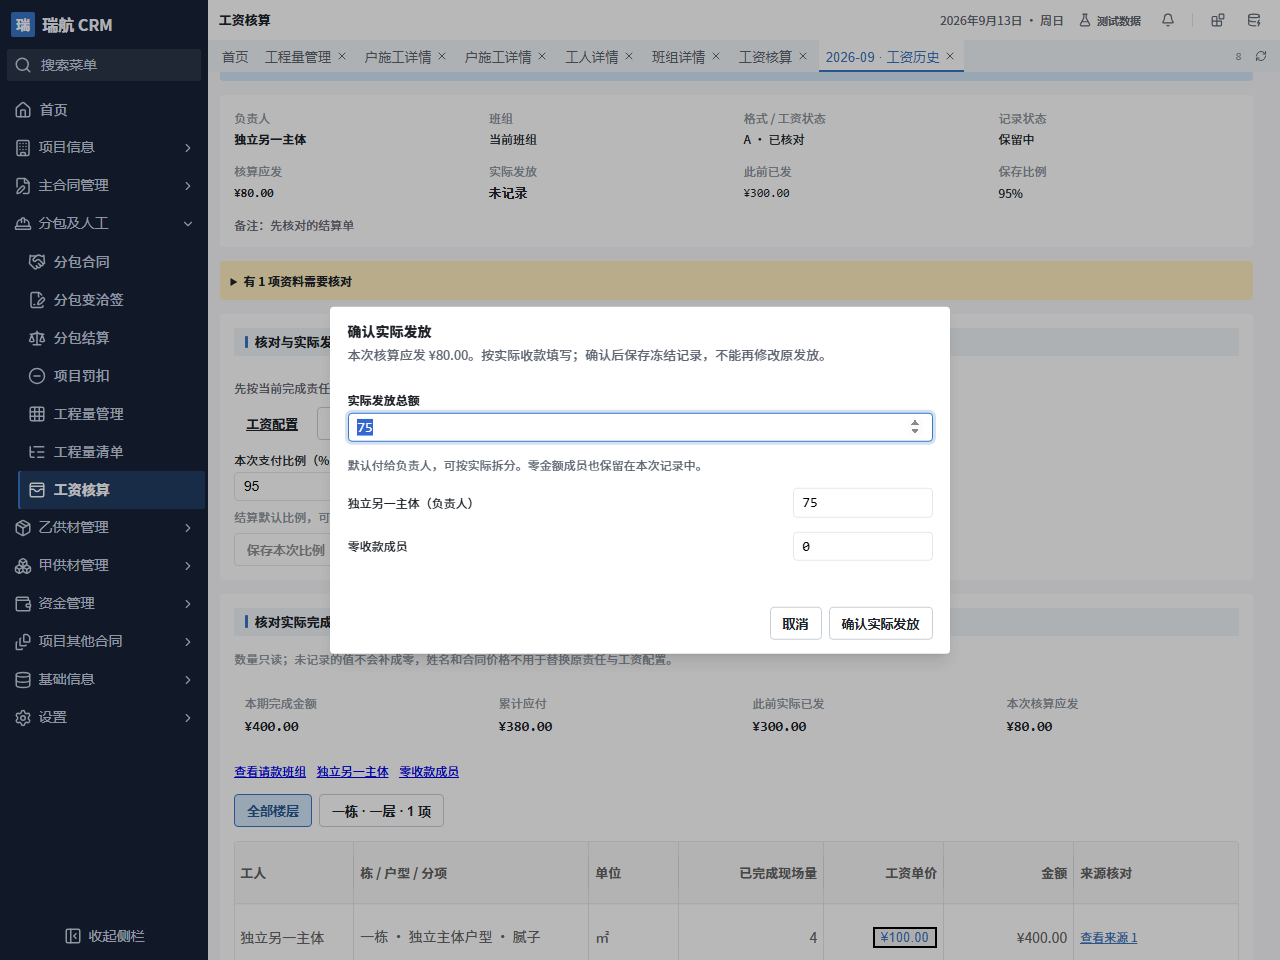 瑞 瑞航 CRM
搜索菜单
首页
项目信息
主合同管理
分包及人工
分包合同
分包变洽签
分包结算
项目罚扣
工程量管理
工程量清单
工资核算
乙供材管理
甲供材管理
资金管理
项目其他合同
基础信息
设置
收起侧栏
工资核算
2026年9月13日 · 周日 测试数据
首页 工程量管理 户施工详情 户施工详情 工人详情 班组详情 工资核算 2026-09 · 工资历史 8
负责人 班组 格式 / 工资状态 记录状态
独立另一主体 当前班组 A · 已核对 保留中
核算应发 实际发放 此前已发 保存比例
¥80.00 未记录 ¥300.00 95%
备注：先核对的结算单
有 1 项资料需要核对
核对与实际发
先按当前完成责任
工资配置
本次支付比例（%
95
结算默认比例，可
保存本次比例
确认实际发放
本次核算应发 ¥80.00。按实际收款填写；确认后保存冻结记录，不能再修改原发放。
实际发放总额
75
默认付给负责人，可按实际拆分。零金额成员也保留在本次记录中。
独立另一主体（负责人） 75
零收款成员 0
取消 确认实际发放
核对实际完成
数量只读；未记录的值不会补成零，姓名和合同价格不用于替换原责任与工资配置。
本期完成金额 累计应付 此前实际已发 本次核算应发
¥400.00 ¥380.00 ¥300.00 ¥80.00
查看请款班组 独立另一主体 零收款成员
全部楼层 一栋 · 一层 · 1 项
工人 栋 / 户型 / 分项 单位 已完成现场量 工资单价 金额 来源核对
独立另一主体 一栋 · 独立主体户型 · 腻子 ㎡ 4 ¥100.00 ¥400.00 查看来源 1